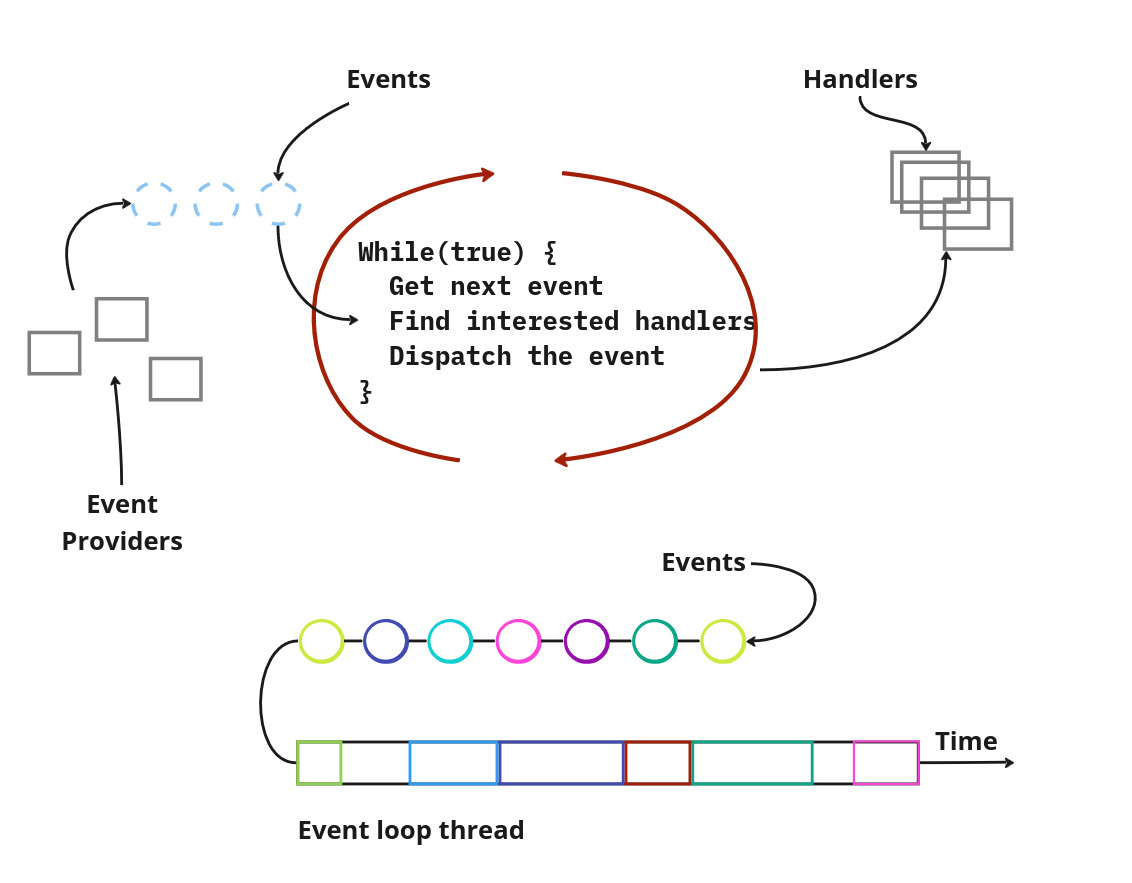 Events
Handlers
While(true) {
  Get next event
  Find interested handlers
  Dispatch the event
}
Event
Providers
Events
Time
Event loop thread